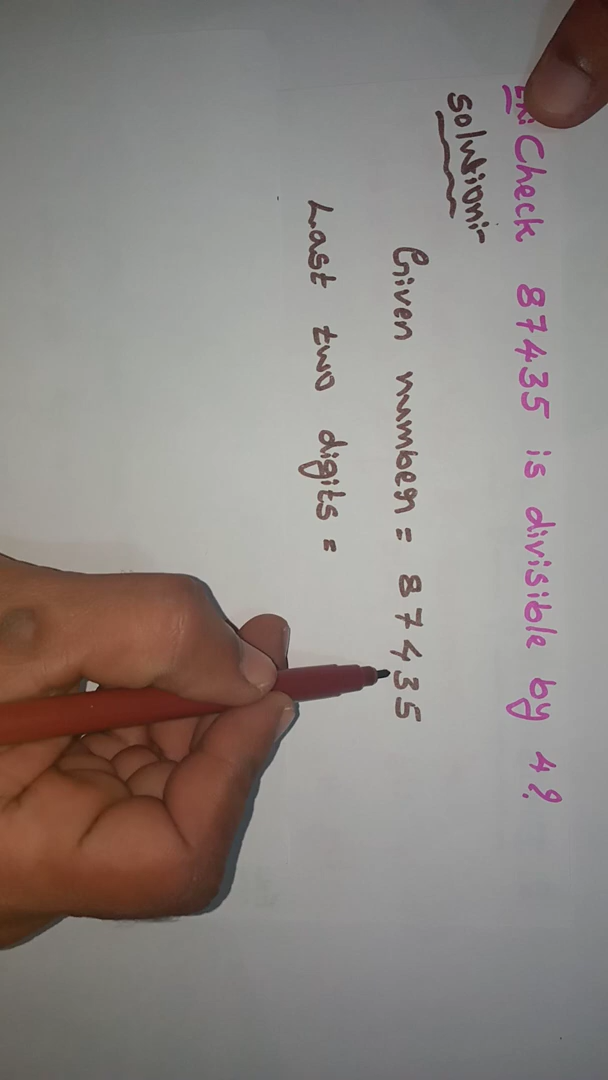 Ex: Check 87435 is divisible by 4?
Solution:-
Given number = 87435
Last two digits =